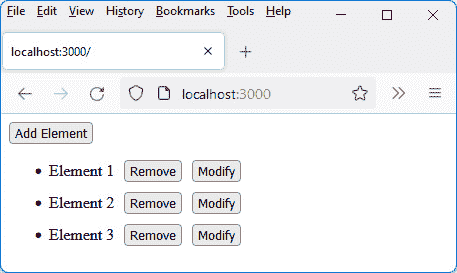 File Edit View History Bookmarks Tools Help
localhost:3000/
localhost:3000
Add Element
Element 1 Remove Modify
Element 2 Remove Modify
Element 3 Remove Modify